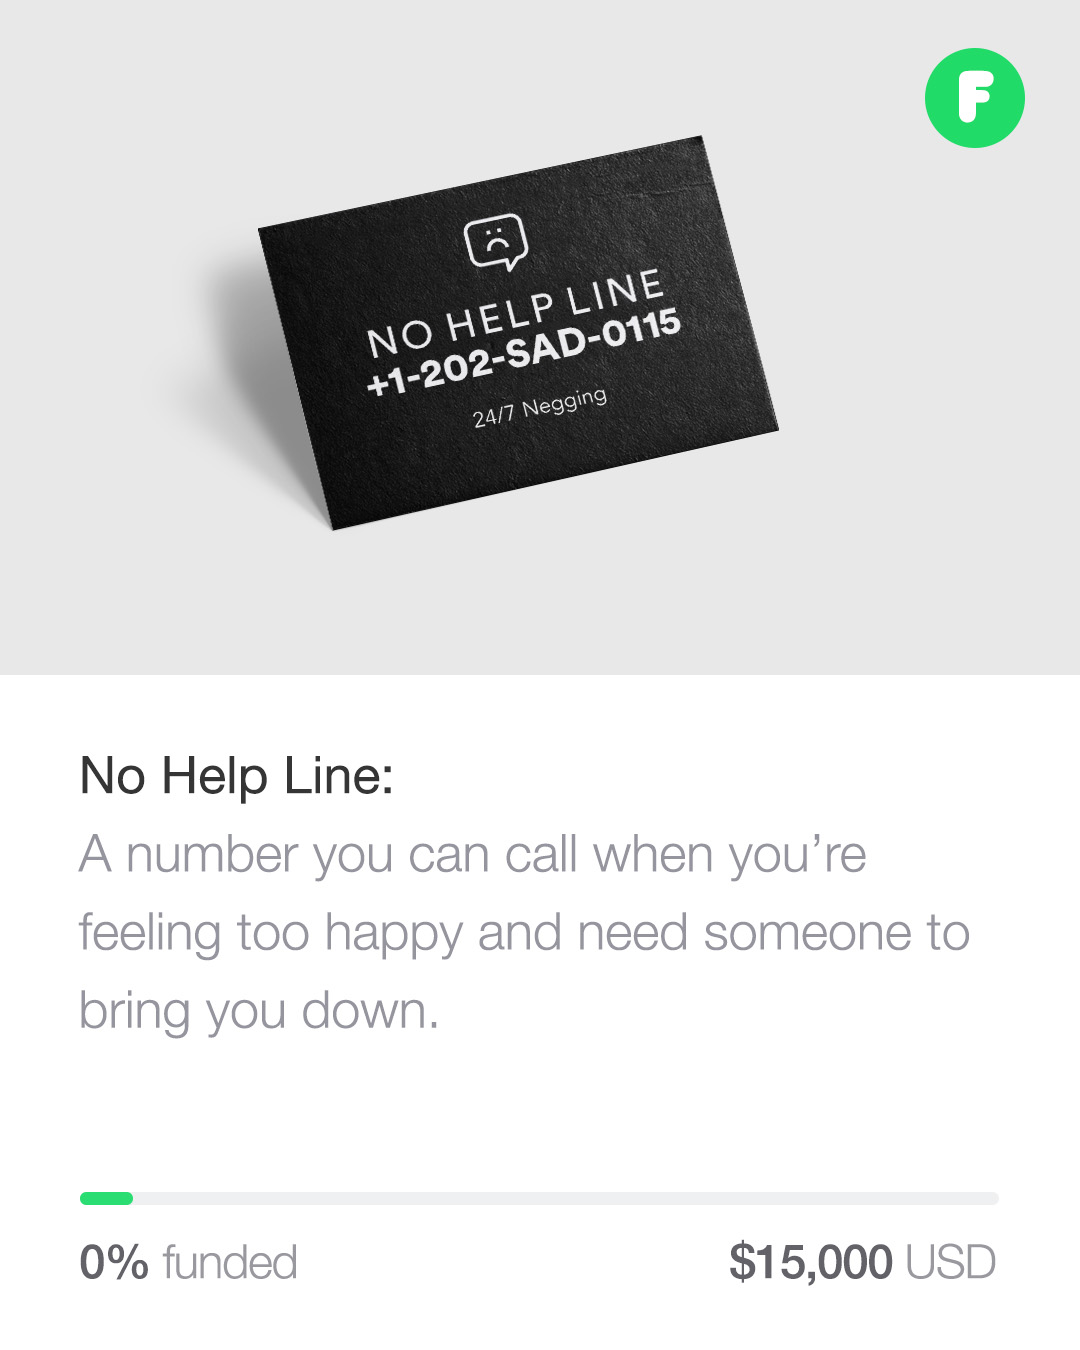 F
NO HELP LINE
+1-202-SAD-0115
24/7 Negging
No Help Line:
A number you can call when you’re
feeling too happy and need someone to
bring you down.
0% funded
$15,000 USD